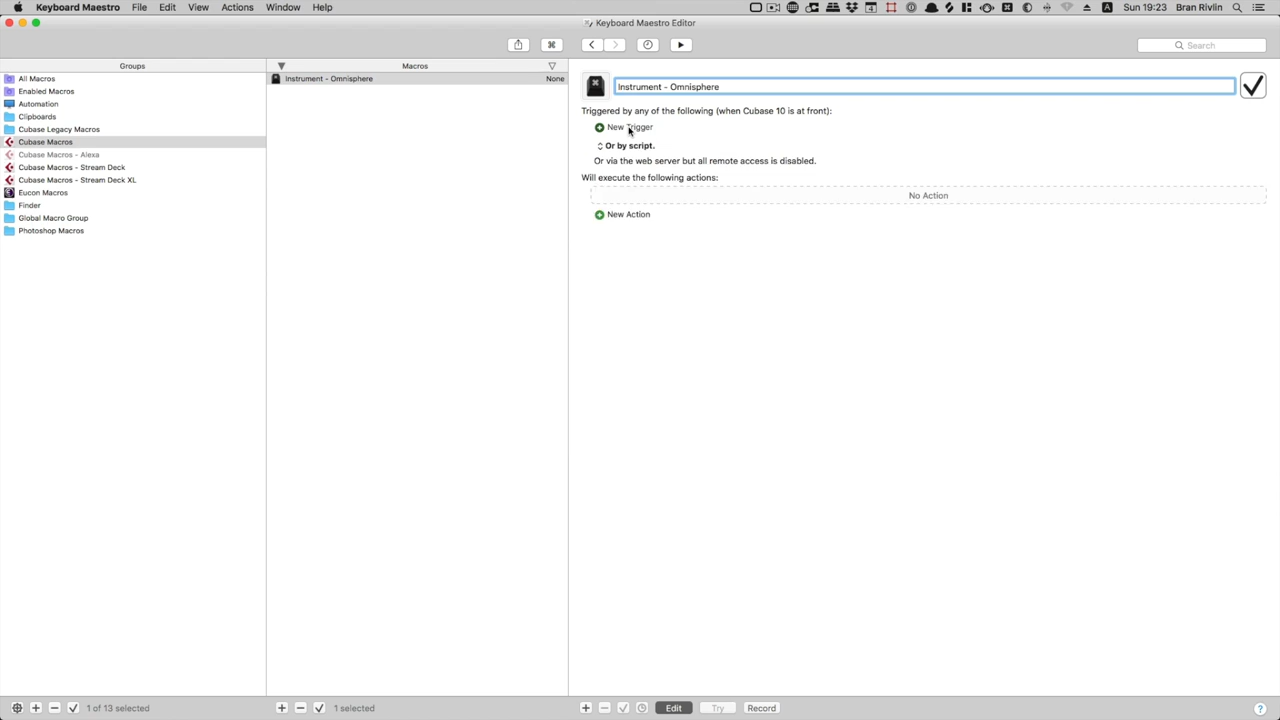 Keyboard Maestro File Edit View Actions Window Help Sun 19:23 Bran Rivlin
Keyboard Maestro Editor
Search
Groups
All Macros
Enabled Macros
Automation
Clipboards
Cubase Legacy Macros
Cubase Macros
Cubase Macros - Alexa
Cubase Macros - Stream Deck
Cubase Macros - Stream Deck XL
Eucon Macros
Finder
Global Macro Group
Photoshop Macros
1 of 13 selected
Macros
Instrument - Omnisphere None
1 selected
Instrument - Omnisphere
Triggered by any of the following (when Cubase 10 is at front):
New Trigger
Or by script.
Or via the web server but all remote access is disabled.
Will execute the following actions:
No Action
New Action
Edit Try Record